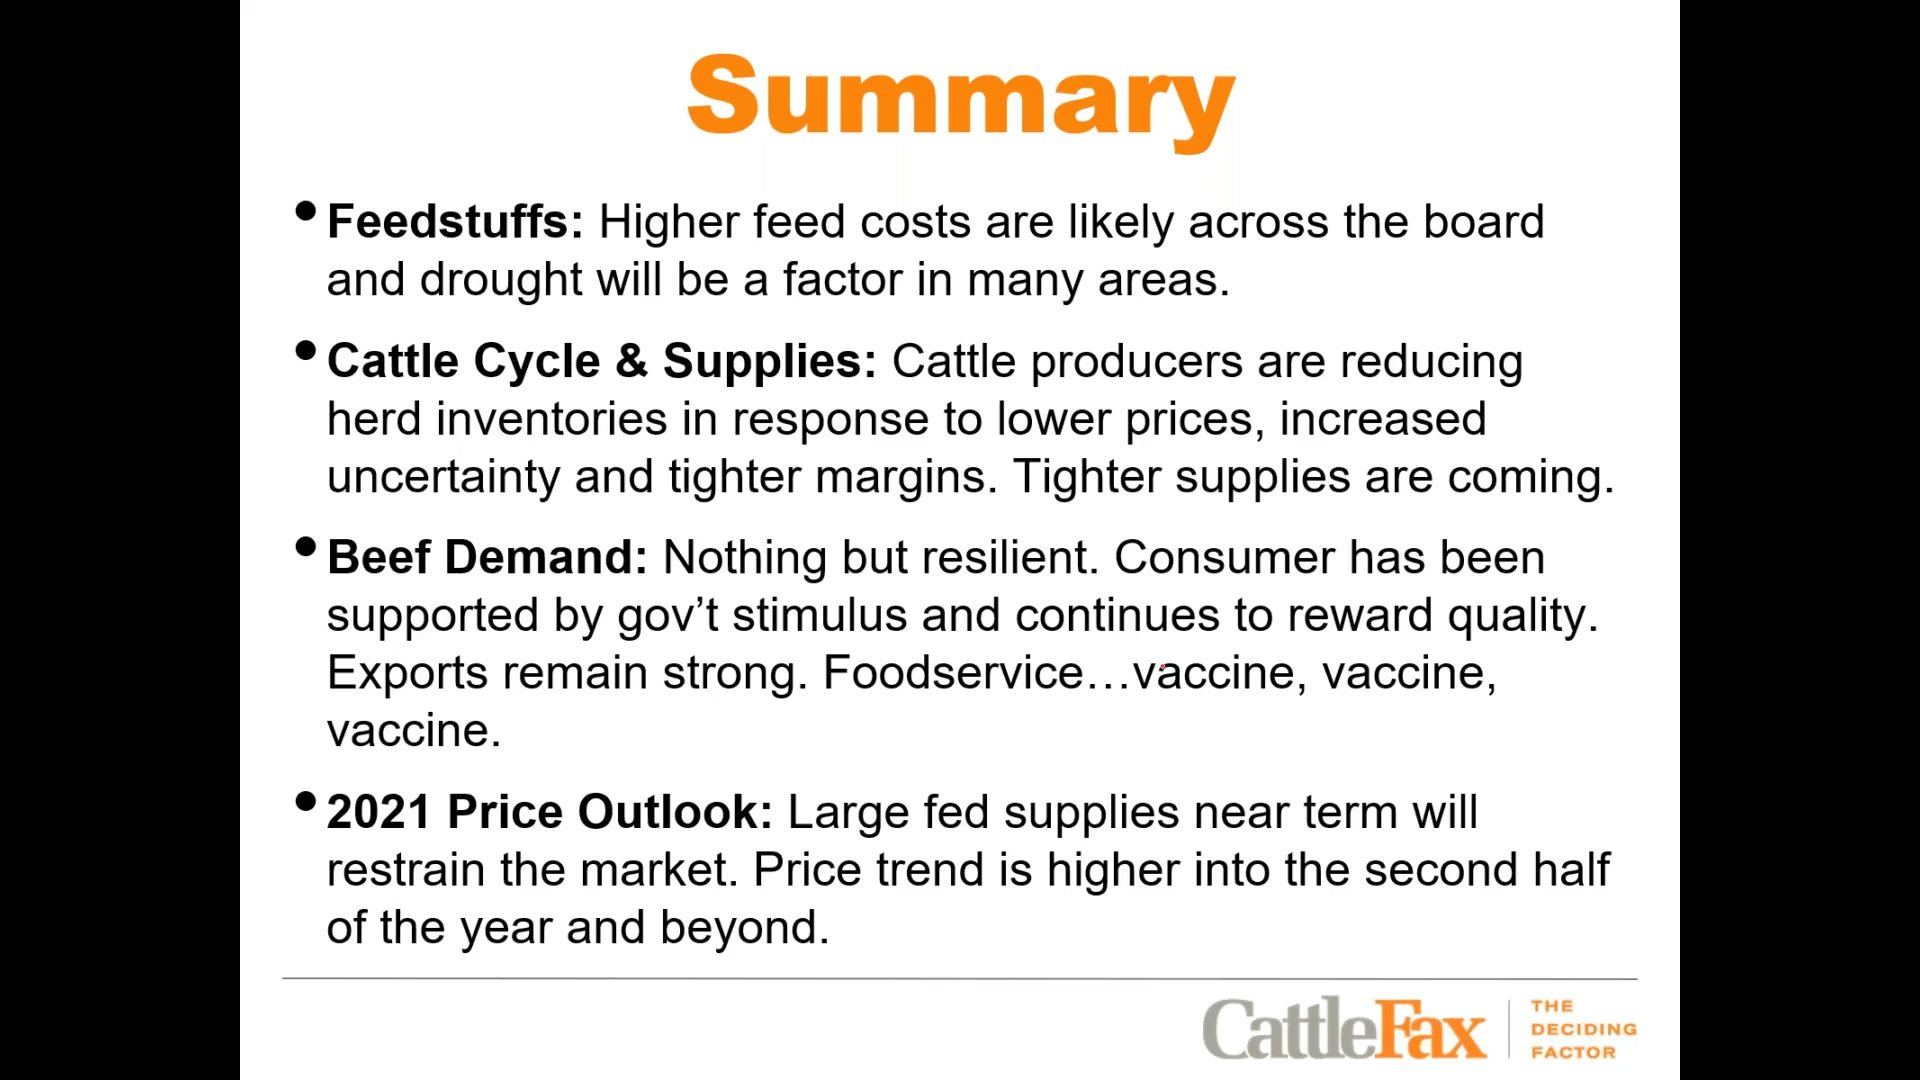 Summary
• Feedstuffs: Higher feed costs are likely across the board
and drought will be a factor in many areas.
• Cattle Cycle & Supplies: Cattle producers are reducing
herd inventories in response to lower prices, increased
uncertainty and tighter margins. Tighter supplies are coming.
• Beef Demand: Nothing but resilient. Consumer has been
supported by gov’t stimulus and continues to reward quality.
Exports remain strong. Foodservice…vaccine, vaccine,
vaccine.
• 2021 Price Outlook: Large fed supplies near term will
restrain the market. Price trend is higher into the second half
of the year and beyond.
CattleFax
THE
DECIDING
FACTOR